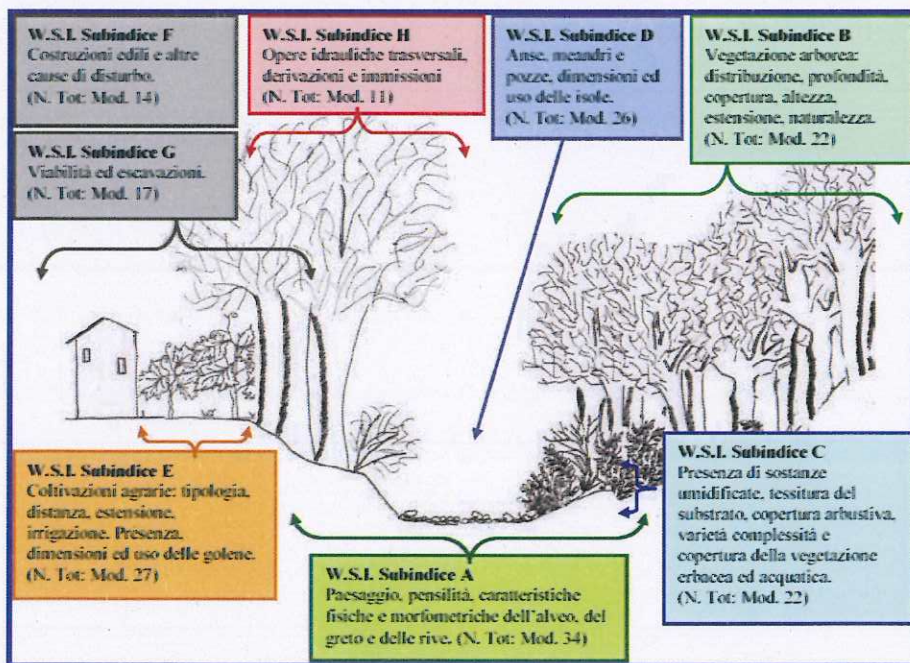 W.S.I. Subindice F
Costruzioni edili e altre
cause di disturbo.
(N. Tot: Mod. 14)
W.S.I. Subindice G
Viabilità ed escavazioni.
(N. Tot: Mod. 17)
W.S.I. Subindice H
Opere idrauliche trasversali,
derivazioni e immissioni
(N. Tot: Mod. 11)
W.S.I. Subindice D
Anse, meandri e
pozze, dimensioni ed
uso delle isole.
(N. Tot: Mod. 26)
W.S.I. Subindice B
Vegetazione arborea:
distribuzione, profondità,
copertura, altezza,
estensione, naturalezza.
(N. Tot: Mod. 22)
W.S.I. Subindice E
Coltivazioni agrarie: tipologia,
distanza, estensione,
irrigazione. Presenza,
dimensioni ed uso delle golene.
(N. Tot: Mod. 27)
W.S.I. Subindice A
Paesaggio, pensilità, caratteristiche
fisiche e morfometriche dell'alveo, del
greto e delle rive. (N. Tot: Mod. 34)
W.S.I. Subindice C
Presenza di sostanze
umidificate, tessitura del
substrato, copertura arbustiva,
varietà complessità e
copertura della vegetazione
erbacea ed acquatica.
(N. Tot: Mod. 22)